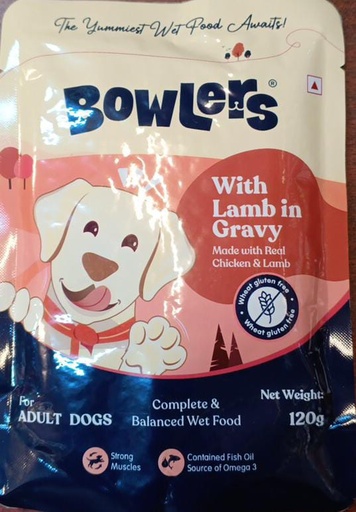 The Yummiest Wet Food Awaits!
BOWLeRS®
With
Lamb in
Gravy
Made with Real
Chicken & Lamb
Wheat gluten free
Wheat gluten free
For
ADULT DOGS
Complete &
Balanced Wet Food
Net Weight:
120g
Strong
Muscles
Contained Fish Oil
Source of Omega 3